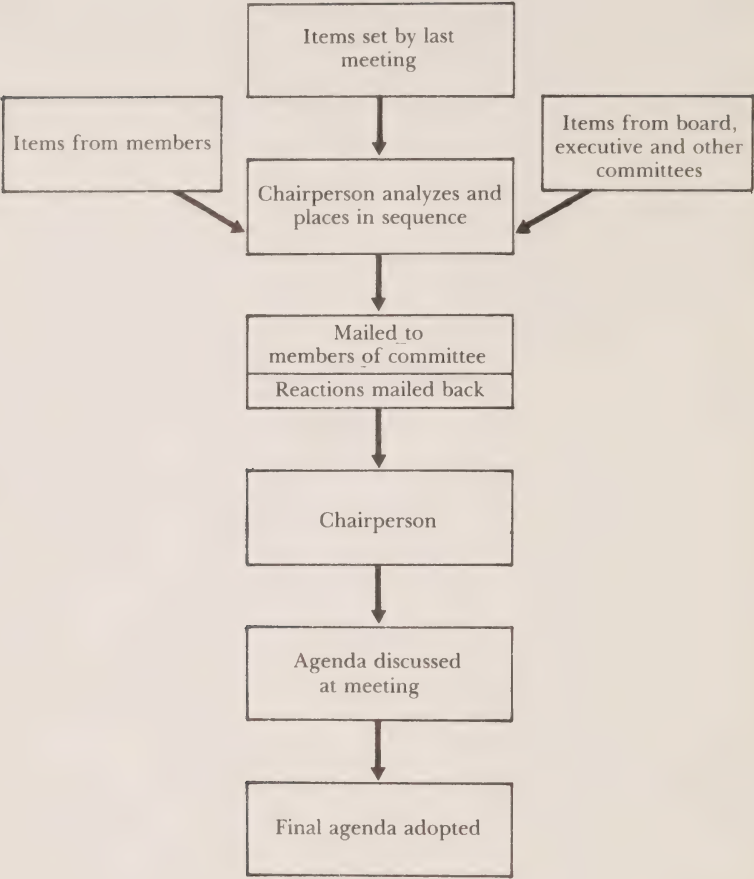 Items set by last
meeting
Items from members
Items from board,
executive and other
committees
Chairperson analyzes and
places in sequence
Mailed to
members of committee
Reactions mailed back
Chairperson
Agenda discussed
at meeting
Final agenda adopted